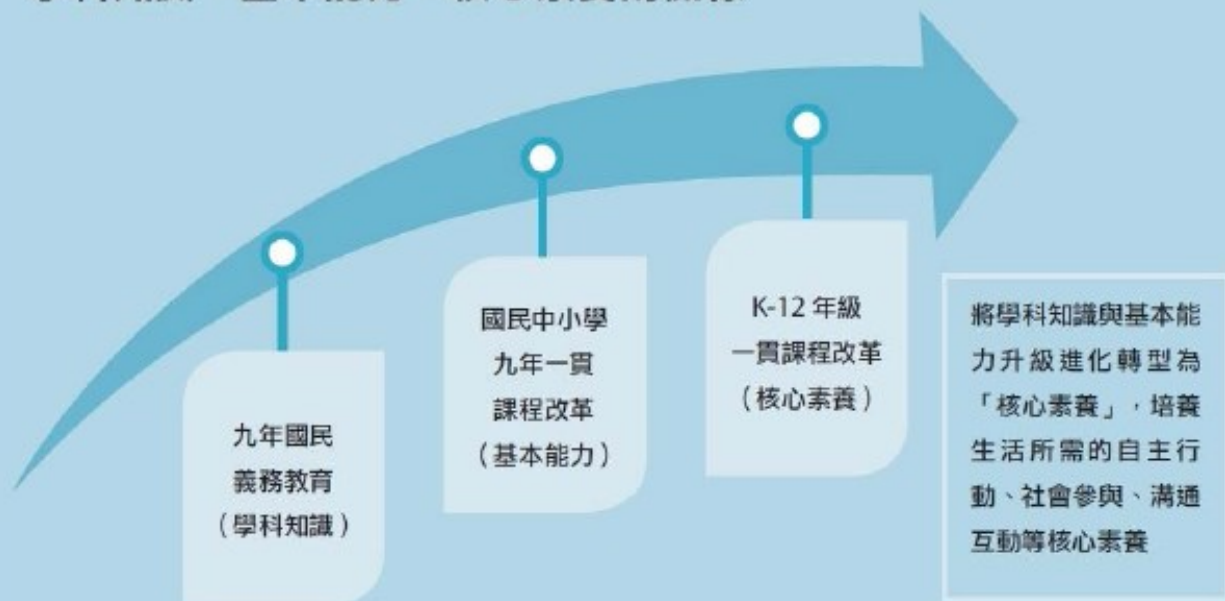 九年國民
義務教育
（學科知識）
國民中小學
九年一貫
課程改革
（基本能力）
K-12 年級
一貫課程改革
（核心素養）
將學科知識與基本能
力升級進化轉型為
「核心素養」，培養
生活所需的自主行
動、社會參與、溝通
互動等核心素養